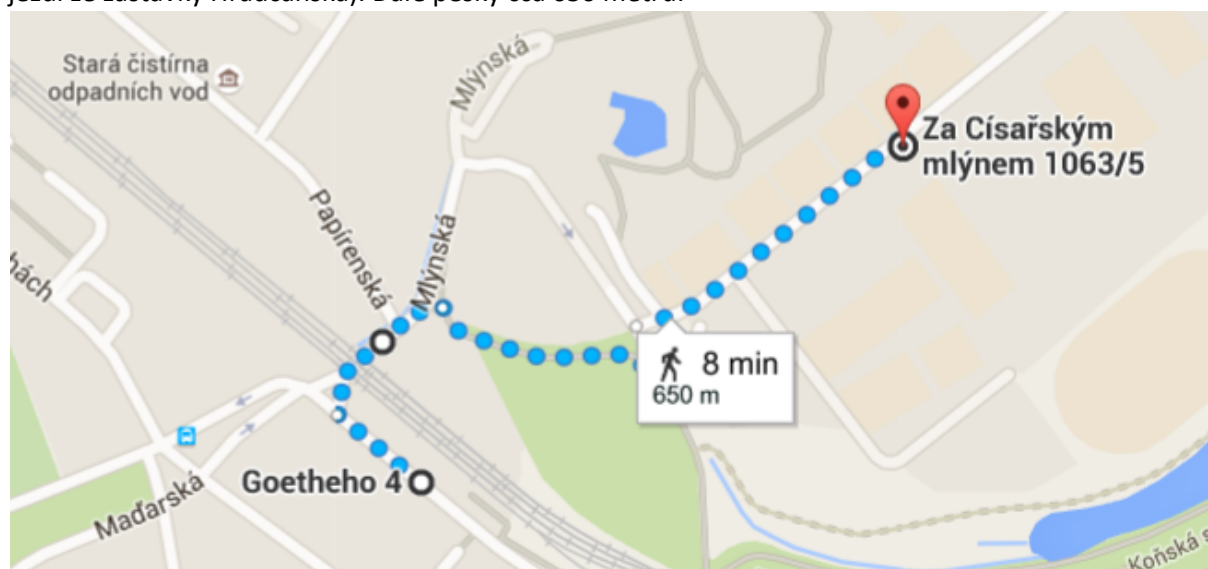 jezdí ze zastávky Hradčanská). Dále pěšky cca 650 metrů.
Stará čistírna
odpadních vod
Mlýnská
Za Císařským
mlýnem 1063/5
Papírenská
Mlýnská
hách
8 min
650 m
Goetheho 4
Maďarská
Koňská s